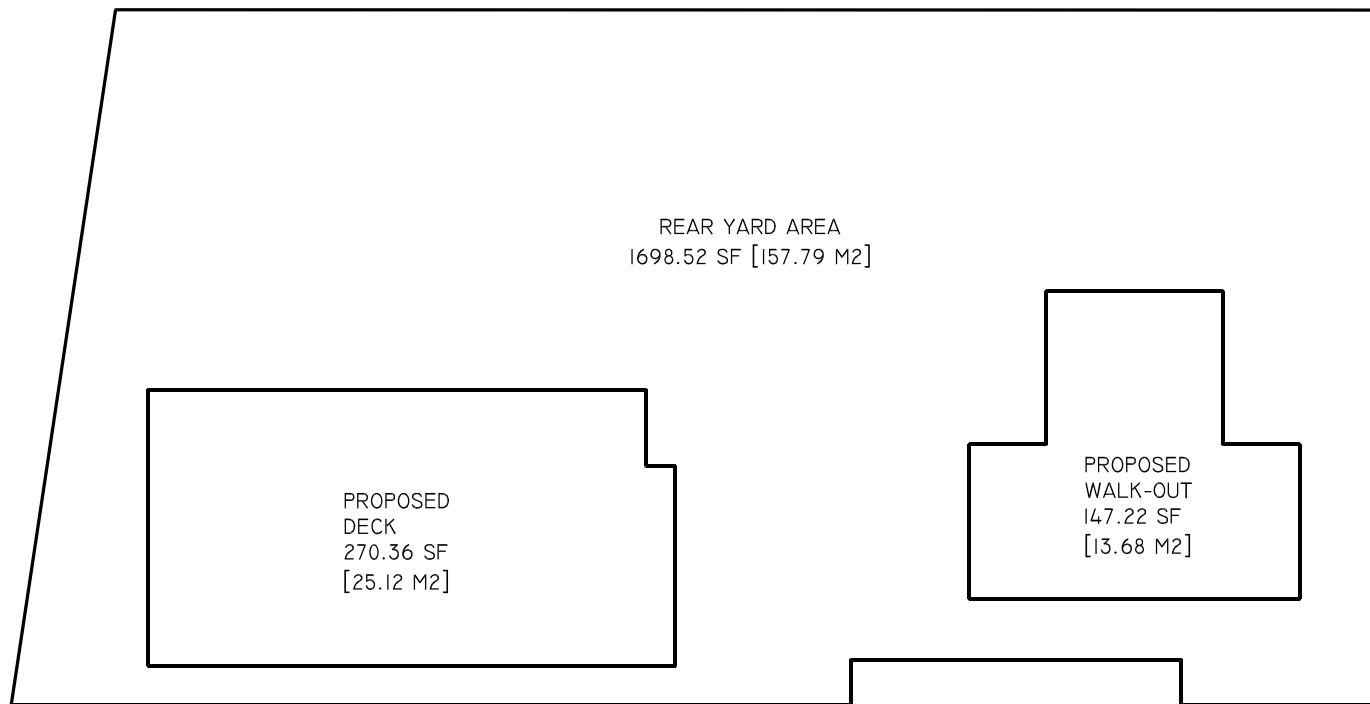 REAR YARD AREA
1698.52 SF [157.79 M2]
PROPOSED
DECK
270.36 SF
[25.12 M2]
PROPOSED
WALK-OUT
147.22 SF
[13.68 M2]